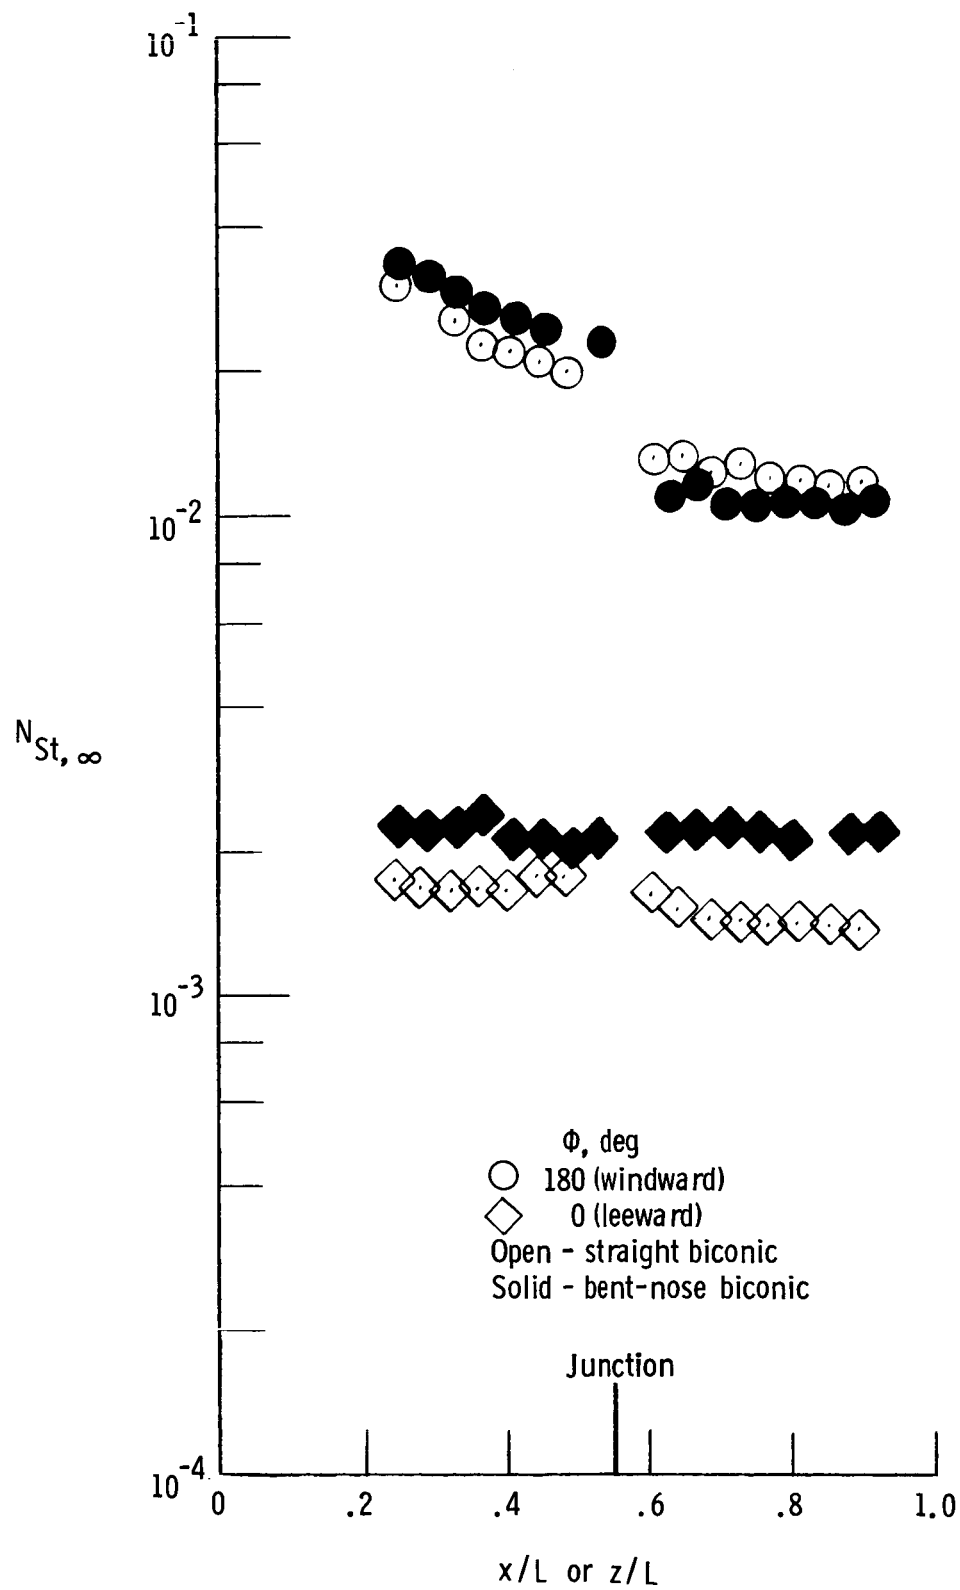 10^-1
10^-2
N_St, ∞
10^-3
Φ, deg
180 (windward)
0 (leeward)
Open - straight biconic
Solid - bent-nose biconic
Junction
10^-4
0 .2 .4 .6 .8 1.0
x/L or z/L